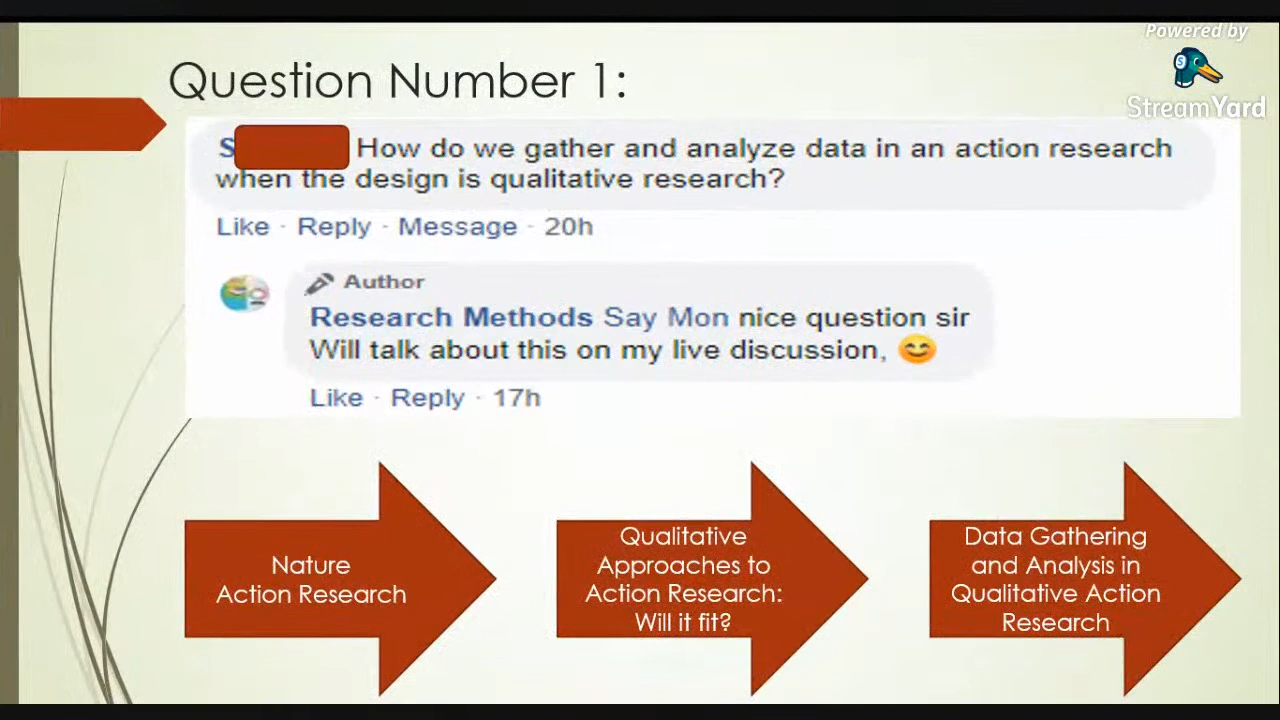 Powered by
StreamYard
Question Number 1:
S How do we gather and analyze data in an action research
when the design is qualitative research?
Like · Reply · Message · 20h
Author
Research Methods Say Mon nice question sir
Will talk about this on my live discussion, 😊
Like · Reply · 17h
Nature
Action Research
Qualitative
Approaches to
Action Research:
Will it fit?
Data Gathering
and Analysis in
Qualitative Action
Research